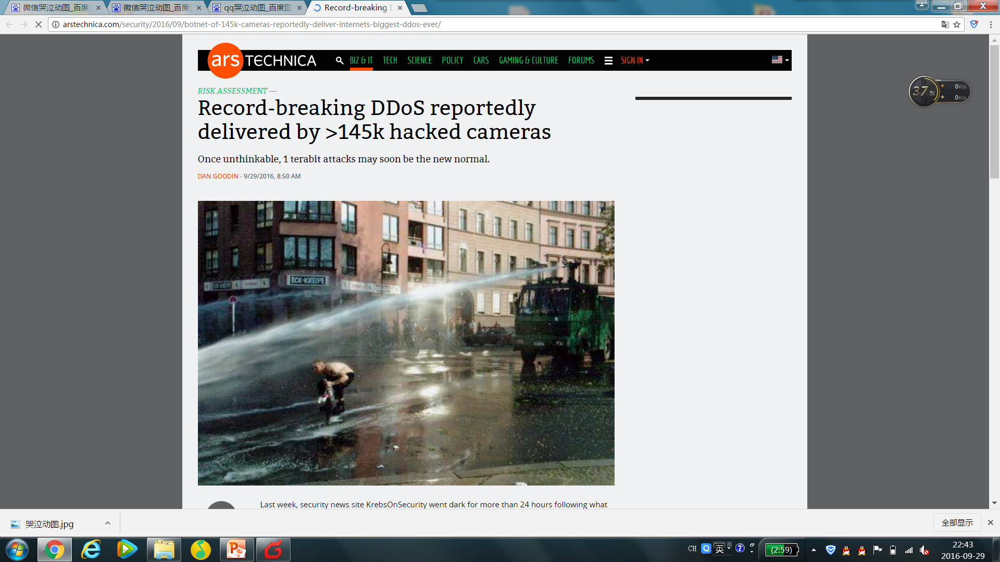 微信哭泣动图_百度
微信哭泣动图_百度图
qq哭泣动图_百度图
Record-breaking D
arstechnica.com/security/2016/09/botnet-of-145k-cameras-reportedly-deliver-internets-biggest-ddos-ever/
ars TECHNICA
BIZ & IT TECH SCIENCE POLICY CARS GAMING & CULTURE FORUMS SIGN IN
RISK ASSESSMENT —
Record-breaking DDoS reportedly
delivered by >145k hacked cameras
Once unthinkable, 1 terabit attacks may soon be the new normal.
DAN GOODIN - 9/29/2016, 8:50 AM
37%
0K/s
0K/s
ECK-KNEIPE
ECK-KNEIPE
Last week, security news site KrebsOnSecurity went dark for more than 24 hours following what
哭泣动图.jpg
全部显示
CH
英
(2:59)
22:43
2016-09-29